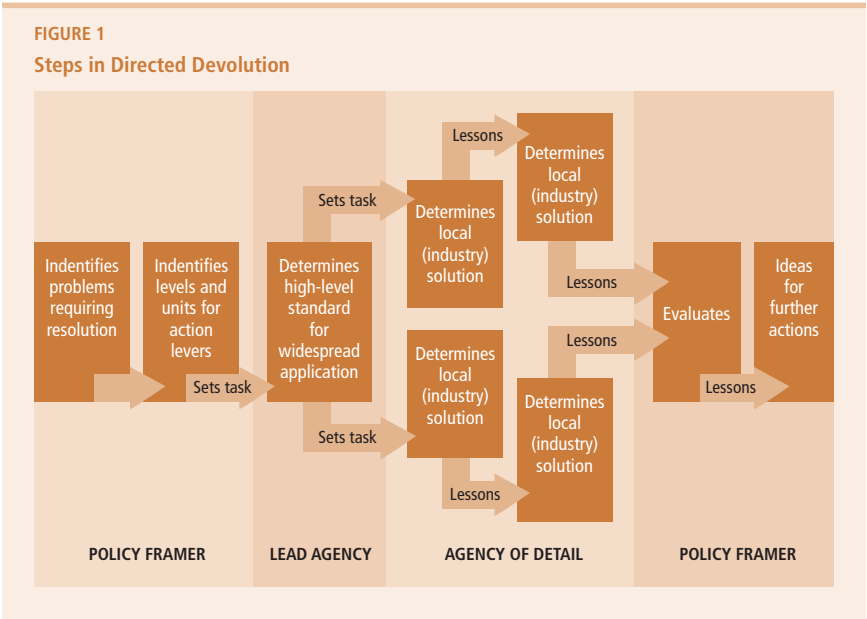 FIGURE 1
Steps in Directed Devolution
Indentifies
problems
requiring
resolution
Indentifies
levels and
units for
action
levers
Sets task
Determines
high-level
standard
for
widespread
application
Sets task
Sets task
Determines
local
(industry)
solution
Lessons
Determines
local
(industry)
solution
Lessons
Determines
local
(industry)
solution
Lessons
Determines
local
(industry)
solution
Lessons
Evaluates
Lessons
Ideas
for
further
actions
POLICY FRAMER
LEAD AGENCY
AGENCY OF DETAIL
POLICY FRAMER